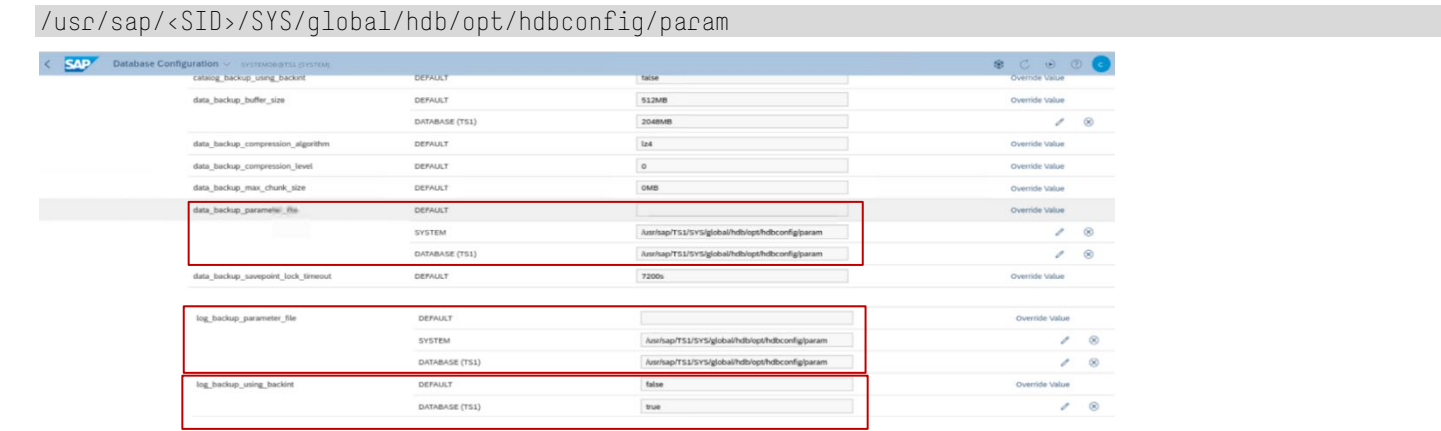 /usr/sap/<SID>/SYS/global/hdb/opt/hdbconfig/param
SAP Database Configuration SYSTEMDB@TS1 (SYSTEM)
catalog_backup_using_backint DEFAULT false Override Value
data_backup_buffer_size DEFAULT 512MB Override Value
DATABASE (TS1) 2048MB
data_backup_compression_algorithm DEFAULT lz4 Override Value
data_backup_compression_level DEFAULT 0 Override Value
data_backup_max_chunk_size DEFAULT 0MB Override Value
data_backup_parameter_file DEFAULT Override Value
SYSTEM /usr/sap/TS1/SYS/global/hdb/opt/hdbconfig/param
DATABASE (TS1) /usr/sap/TS1/SYS/global/hdb/opt/hdbconfig/param
data_backup_savepoint_lock_timeout DEFAULT 7200s Override Value
log_backup_parameter_file DEFAULT Override Value
SYSTEM /usr/sap/TS1/SYS/global/hdb/opt/hdbconfig/param
DATABASE (TS1) /usr/sap/TS1/SYS/global/hdb/opt/hdbconfig/param
log_backup_using_backint DEFAULT false Override Value
DATABASE (TS1) true